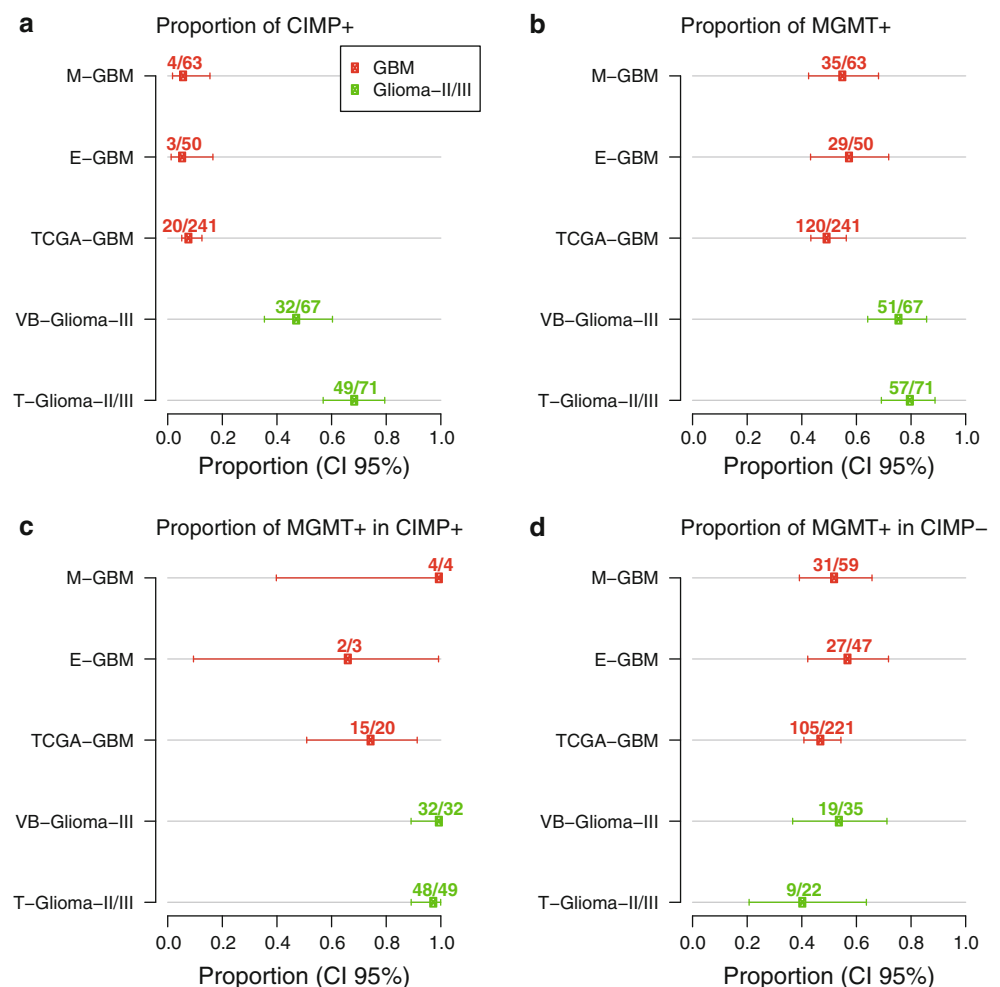 a
Proportion of CIMP+
M−GBM
4/63
E−GBM
3/50
TCGA−GBM
20/241
VB−Glioma−III
32/67
T−Glioma−II/III
49/71
GBM
Glioma−II/III
0.0 0.2 0.4 0.6 0.8 1.0
Proportion (CI 95%)
b
Proportion of MGMT+
M−GBM
35/63
E−GBM
29/50
TCGA−GBM
120/241
VB−Glioma−III
51/67
T−Glioma−II/III
57/71
0.0 0.2 0.4 0.6 0.8 1.0
Proportion (CI 95%)
c
Proportion of MGMT+ in CIMP+
M−GBM
4/4
E−GBM
2/3
TCGA−GBM
15/20
VB−Glioma−III
32/32
T−Glioma−II/III
48/49
0.0 0.2 0.4 0.6 0.8 1.0
Proportion (CI 95%)
d
Proportion of MGMT+ in CIMP−
M−GBM
31/59
E−GBM
27/47
TCGA−GBM
105/221
VB−Glioma−III
19/35
T−Glioma−II/III
9/22
0.0 0.2 0.4 0.6 0.8 1.0
Proportion (CI 95%)